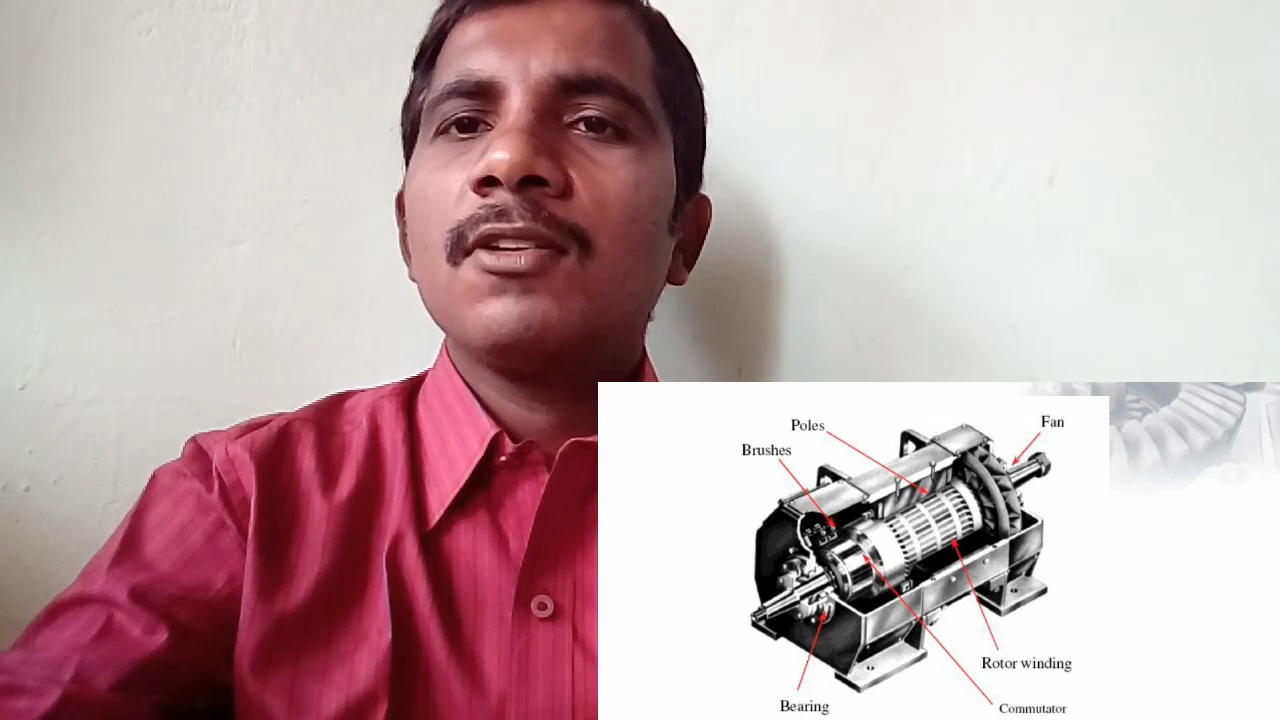 Poles
Fan
Brushes
Rotor winding
Bearing
Commutator